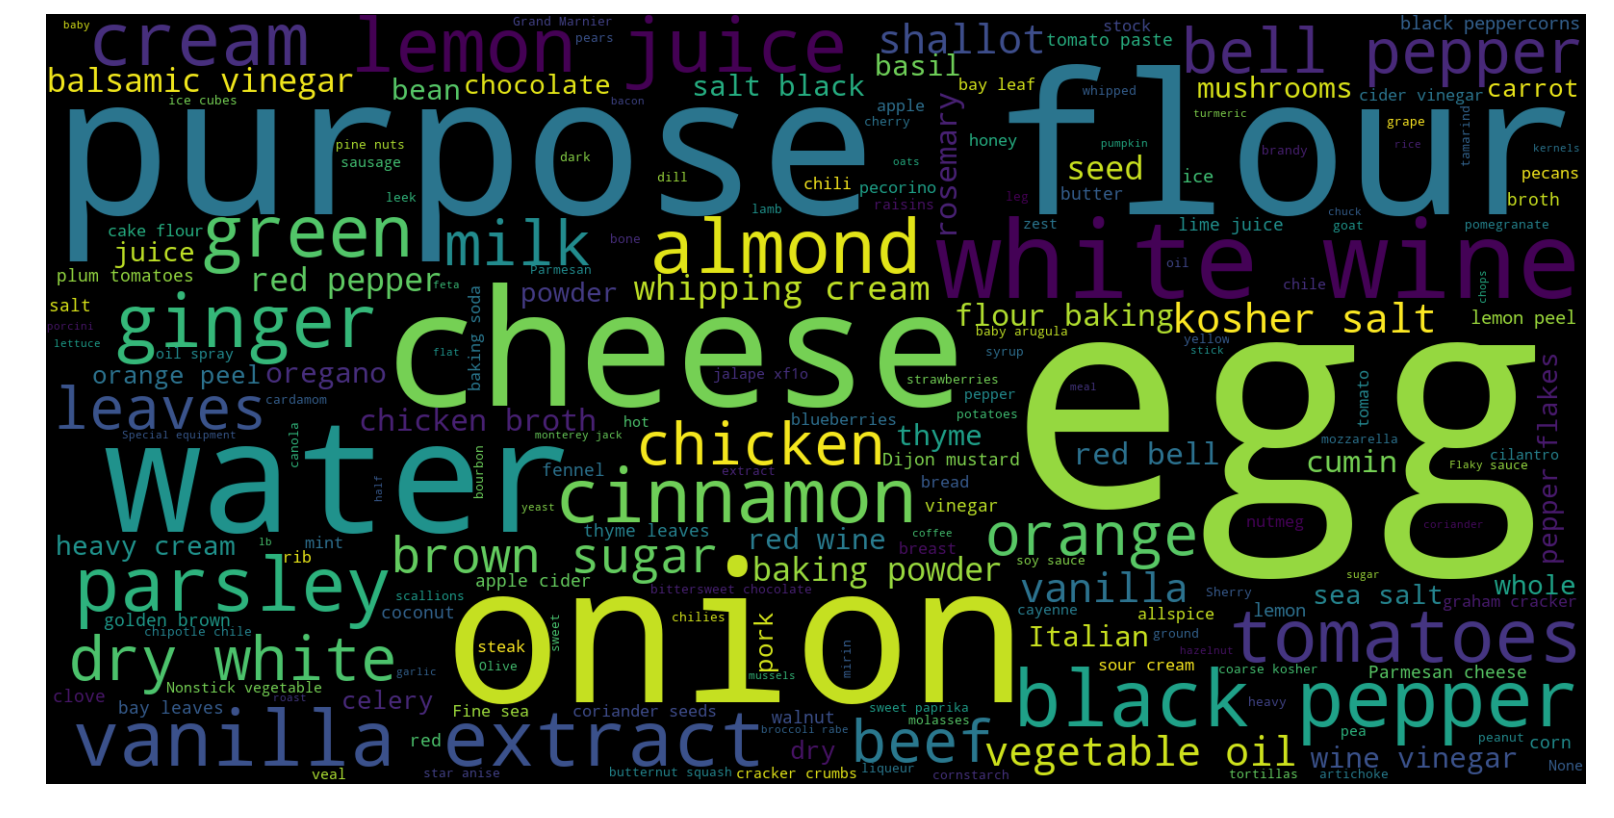 baby
cream
lemon juice
Grand Marnier
pears
shallot
stock
tomato paste
black peppercorns
bell pepper
balsamic vinegar
bean
chocolate
salt black
basil
bay leaf
whipped
mushrooms
cider vinegar
carrot
ice cubes
bacon
apple
cherry
rosemary
turmeric
grape
tamarind
purpose flour
pine nuts
sausage
dark
dill
chili
oats
pecorino
raisins
honey
seed
pumpkin
brandy
rice
kernels
pecans
broth
leek
lamb
leg
butter
ice
chuck
goat
pomegranate
cake flour
juice
green
milk
bone
almond
white wine
zest
lime juice
oil
plum tomatoes
red pepper
feta
Parmesan
powder
whipping cream
chile
chops
salt
porcini
lettuce
ginger
oil spray
flat
baking soda
cheese
flour baking
baby arugula
kosher salt
lemon peel
syrup
yellow
stick
orange peel
oregano
jalape xf1o
strawberries
pepper
meal
egg
tomato
pepper flakes
leaves
cardamom
chicken broth
hot
blueberries
potatoes
Special equipment
canola
monterey jack
chicken
thyme
Dijon mustard
red bell
mozzarella
cumin
cilantro
Flaky sauce
water
half
bourbon
fennel
extract
bread
yeast
cinnamon
vinegar
nutmeg
coriander
heavy cream
lb
rib
mint
thyme leaves
red wine
coffee
breast
orange
soy sauce
parsley
brown sugar
baking powder
apple cider
bittersweet chocolate
sugar
vanilla
Sherry
sea salt
whole
graham cracker
scallions
coconut
golden brown
chipotle chile
cayenne
allspice
lemon
onion
steak
sweet
Olive
chilies
pork
mussels
mirin
Italian
ground
hazelnut
tomatoes
dry white
garlic
sour cream
coarse kosher
Parmesan cheese
clove
Nonstick vegetable
roast
bay leaves
celery
Fine sea
coriander seeds
walnut
broccoli rabe
sweet paprika
molasses
black pepper
heavy
pea
peanut
corn
vanilla extract
red
dry
beef
vegetable oil
wine vinegar
None
veal
star anise
butternut squash
cracker crumbs
liqueur
cornstarch
tortillas
artichoke